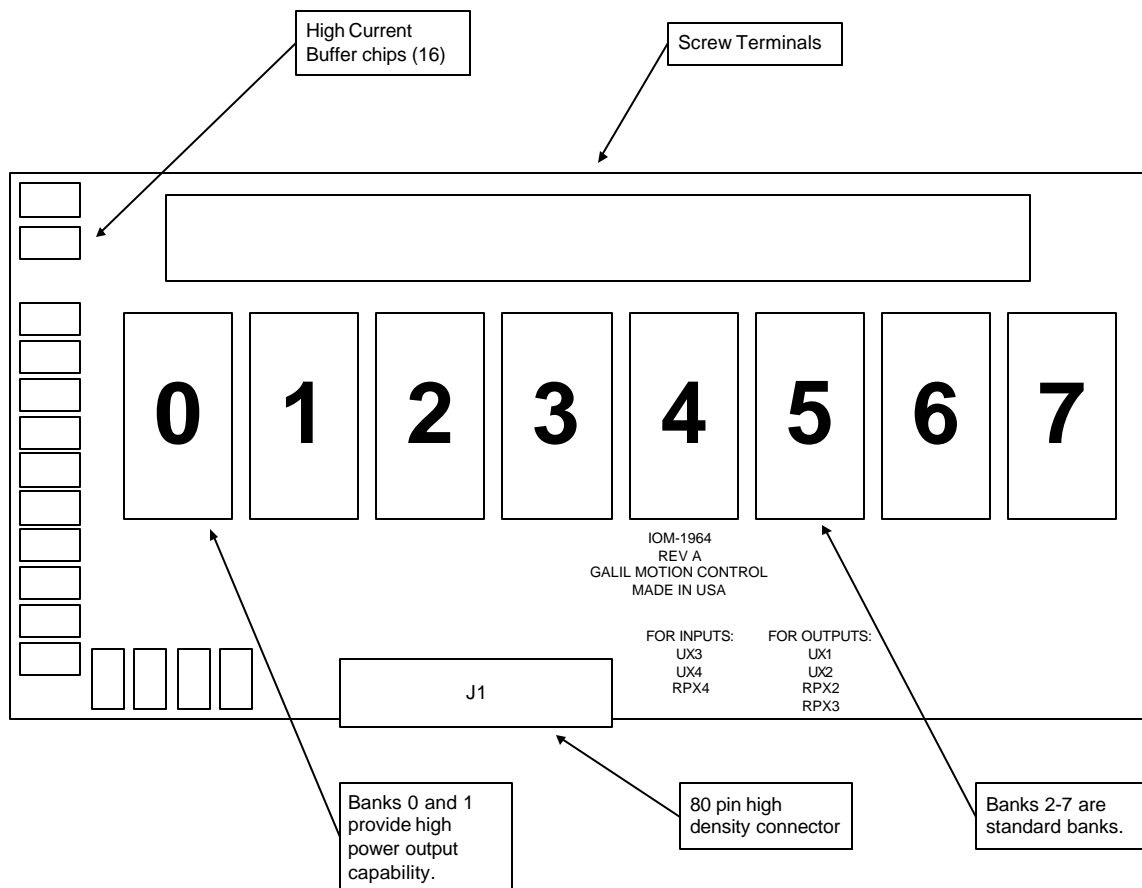 High Current
Buffer chips (16)
Screw Terminals
0 1 2 3 4 5 6 7
IOM-1964
REV A
GALIL MOTION CONTROL
MADE IN USA
FOR INPUTS:
UX3
UX4
RPX4
FOR OUTPUTS:
UX1
UX2
RPX2
RPX3
J1
Banks 0 and 1
provide high
power output
capability.
80 pin high
density connector
Banks 2-7 are
standard banks.